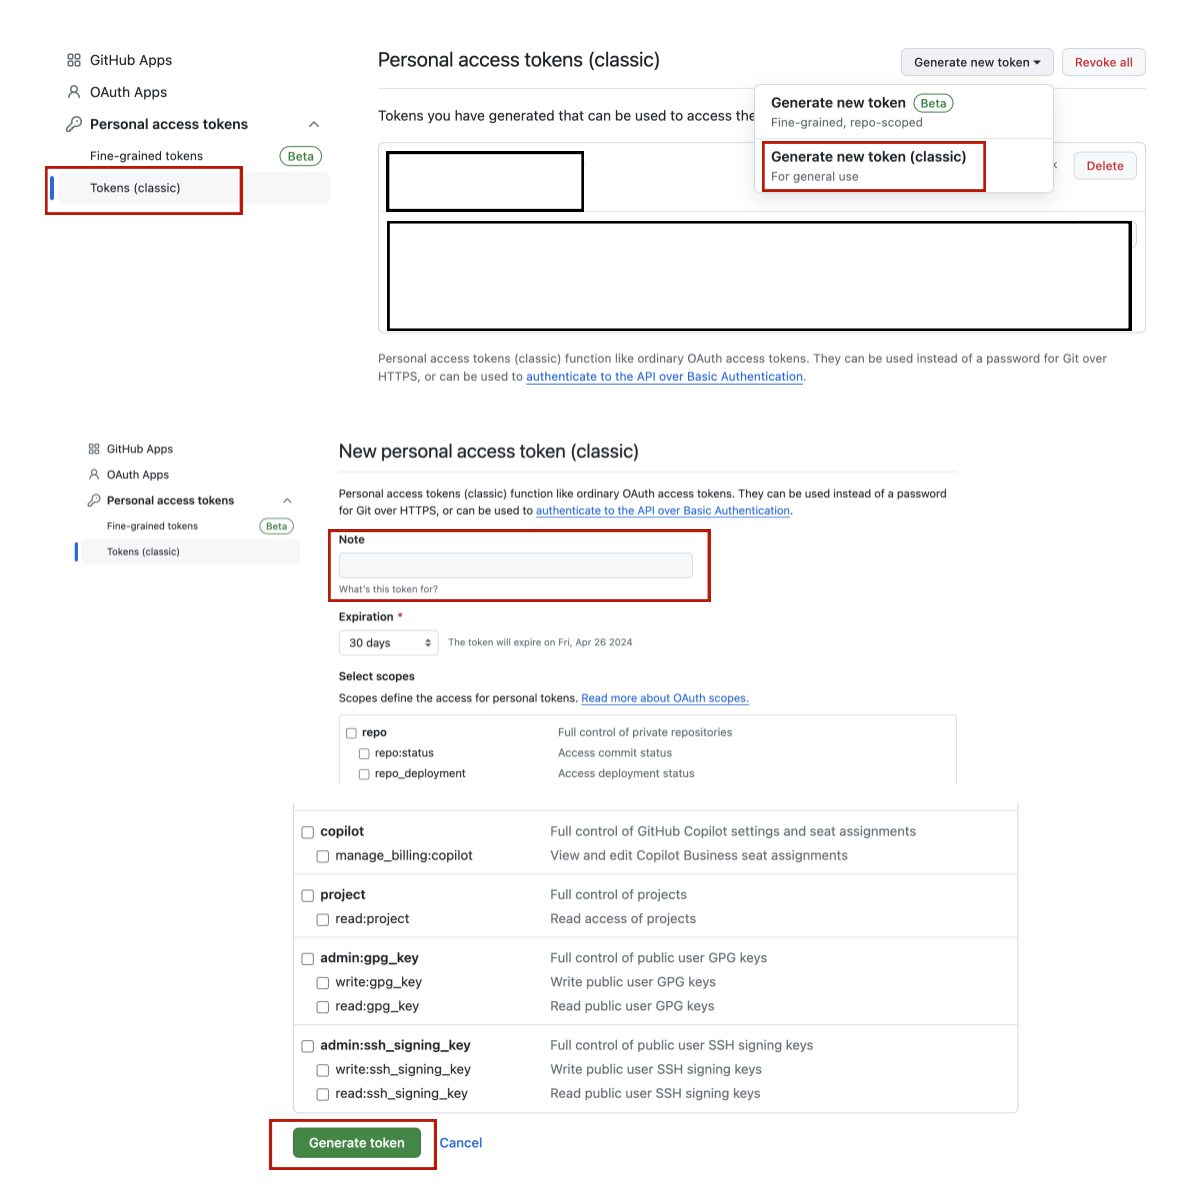 GitHub Apps
OAuth Apps
Personal access tokens
Fine-grained tokens Beta
Tokens (classic)
Personal access tokens (classic)
Generate new token
Revoke all
Tokens you have generated that can be used to access the
Generate new token Beta
Fine-grained, repo-scoped
Generate new token (classic)
For general use
Delete
Personal access tokens (classic) function like ordinary OAuth access tokens. They can be used instead of a password for Git over
HTTPS, or can be used to authenticate to the API over Basic Authentication.
GitHub Apps
OAuth Apps
Personal access tokens
Fine-grained tokens Beta
Tokens (classic)
New personal access token (classic)
Personal access tokens (classic) function like ordinary OAuth access tokens. They can be used instead of a password
for Git over HTTPS, or can be used to authenticate to the API over Basic Authentication.
Note
What's this token for?
Expiration *
30 days The token will expire on Fri, Apr 26 2024
Select scopes
Scopes define the access for personal tokens. Read more about OAuth scopes.
repo Full control of private repositories
repo:status Access commit status
repo_deployment Access deployment status
copilot Full control of GitHub Copilot settings and seat assignments
manage_billing:copilot View and edit Copilot Business seat assignments
project Full control of projects
read:project Read access of projects
admin:gpg_key Full control of public user GPG keys
write:gpg_key Write public user GPG keys
read:gpg_key Read public user GPG keys
admin:ssh_signing_key Full control of public user SSH signing keys
write:ssh_signing_key Write public user SSH signing keys
read:ssh_signing_key Read public user SSH signing keys
Generate token Cancel